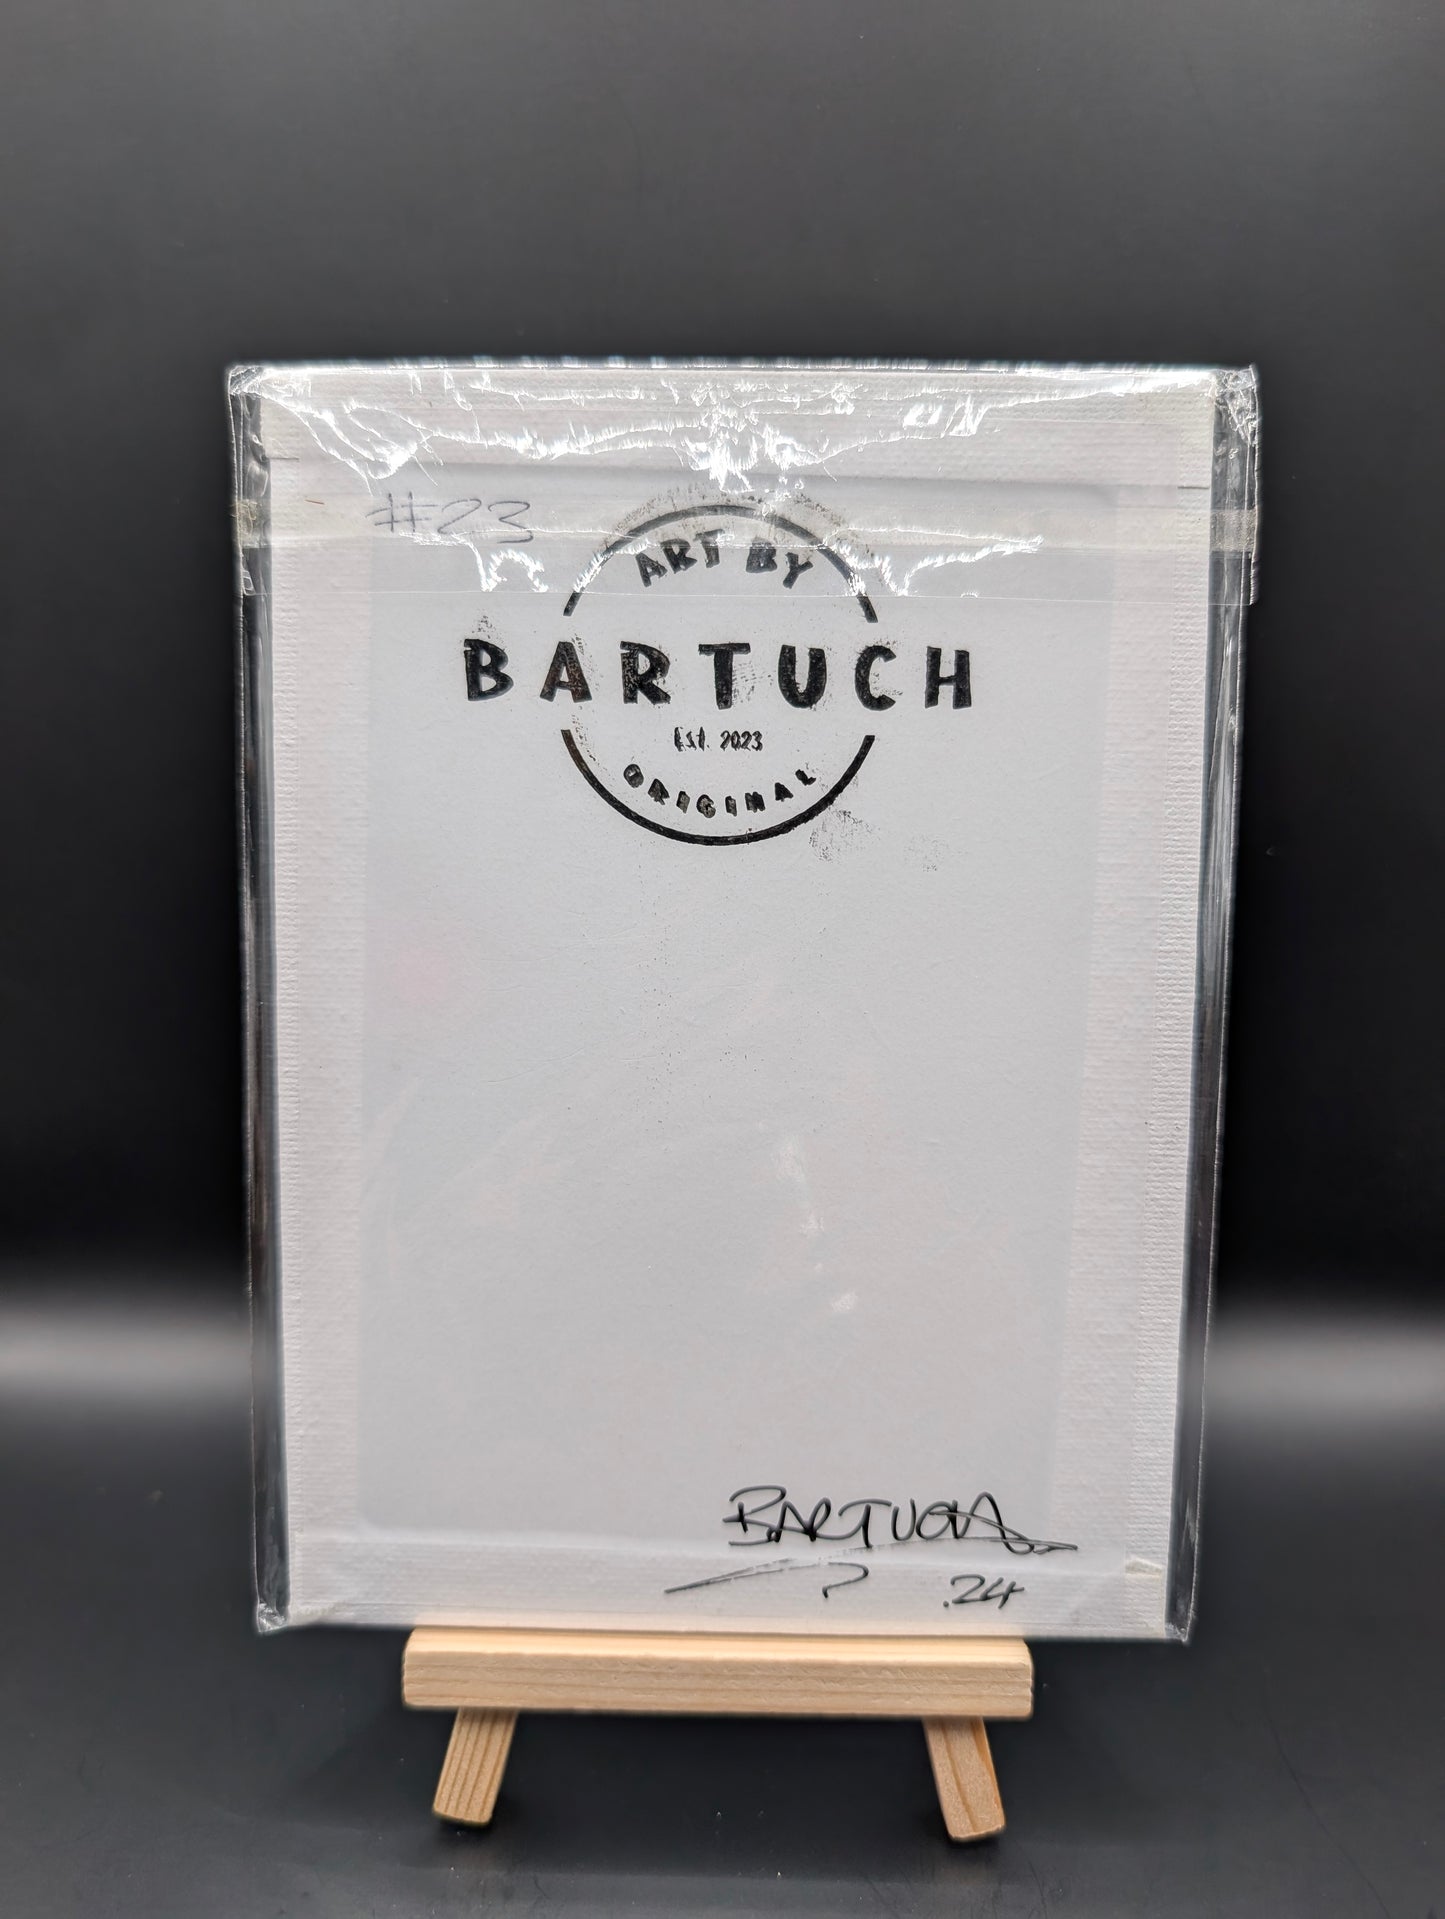 #23
ART BY
BARTUCH
EST. 2023
ORIGINAL
BARTUCH
.24